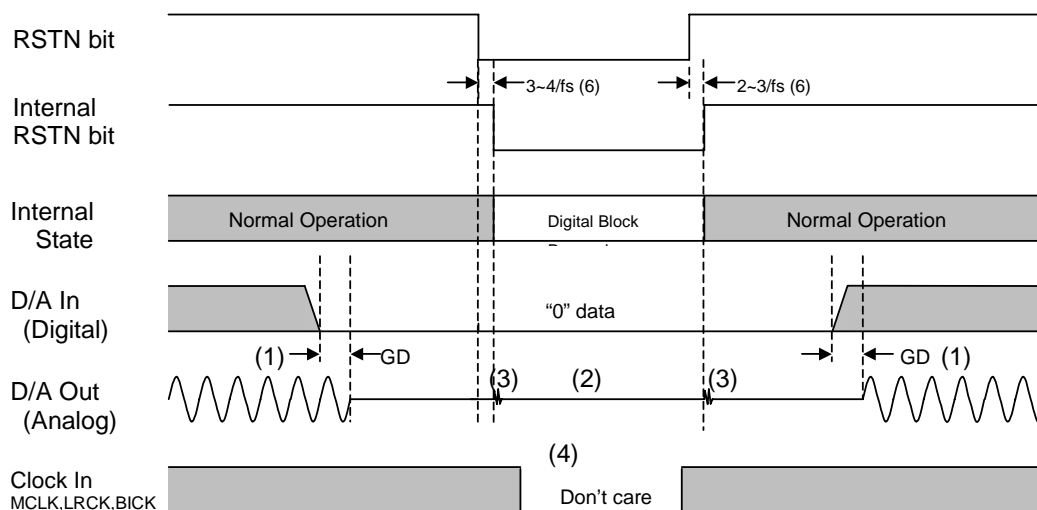 RSTN bit
3~4/fs (6)
2~3/fs (6)
Internal
RSTN bit
Internal
State
Normal Operation
Digital Block
Normal Operation
D/A In
(Digital)
“0” data
(1)
GD
GD
(1)
D/A Out
(Analog)
(3)
(2)
(3)
(4)
Clock In
MCLK,LRCK,BICK
Don’t care